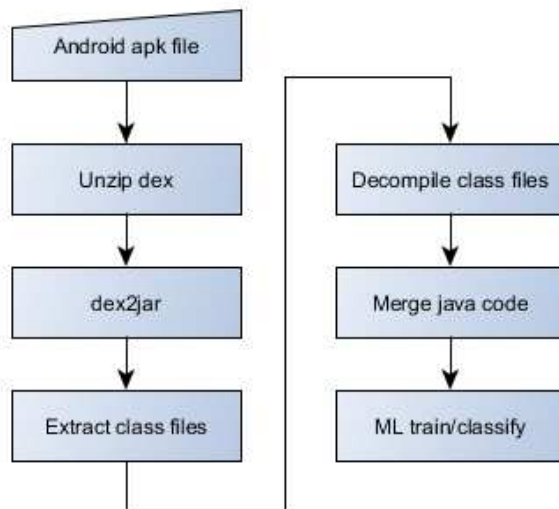 Android apk file
Unzip dex
dex2jar
Extract class files
Decompile class files
Merge java code
ML train/classify